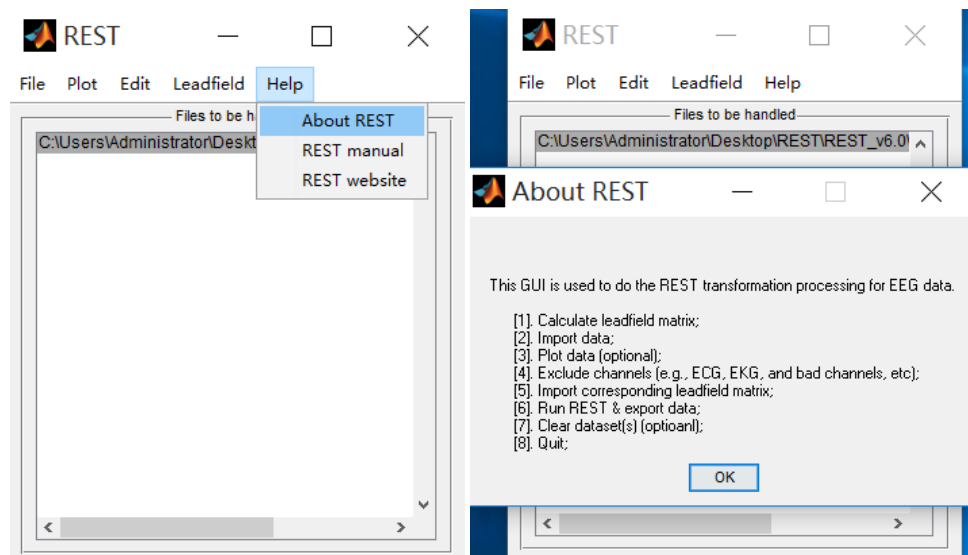 REST
File Plot Edit Leadfield Help
Files to be h
About REST
REST manual
REST website
C:\Users\Administrator\Deskt
REST
File Plot Edit Leadfield Help
Files to be handled
C:\Users\Administrator\Desktop\REST\REST_v6.0\
About REST
This GUI is used to do the REST transformation processing for EEG data.
[1]. Calculate leadfield matrix;
[2]. Import data;
[3]. Plot data (optional);
[4]. Exclude channels (e.g., ECG, EKG, and bad channels, etc);
[5]. Import corresponding leadfield matrix;
[6]. Run REST & export data;
[7]. Clear dataset(s) (optioanl);
[8]. Quit;
OK